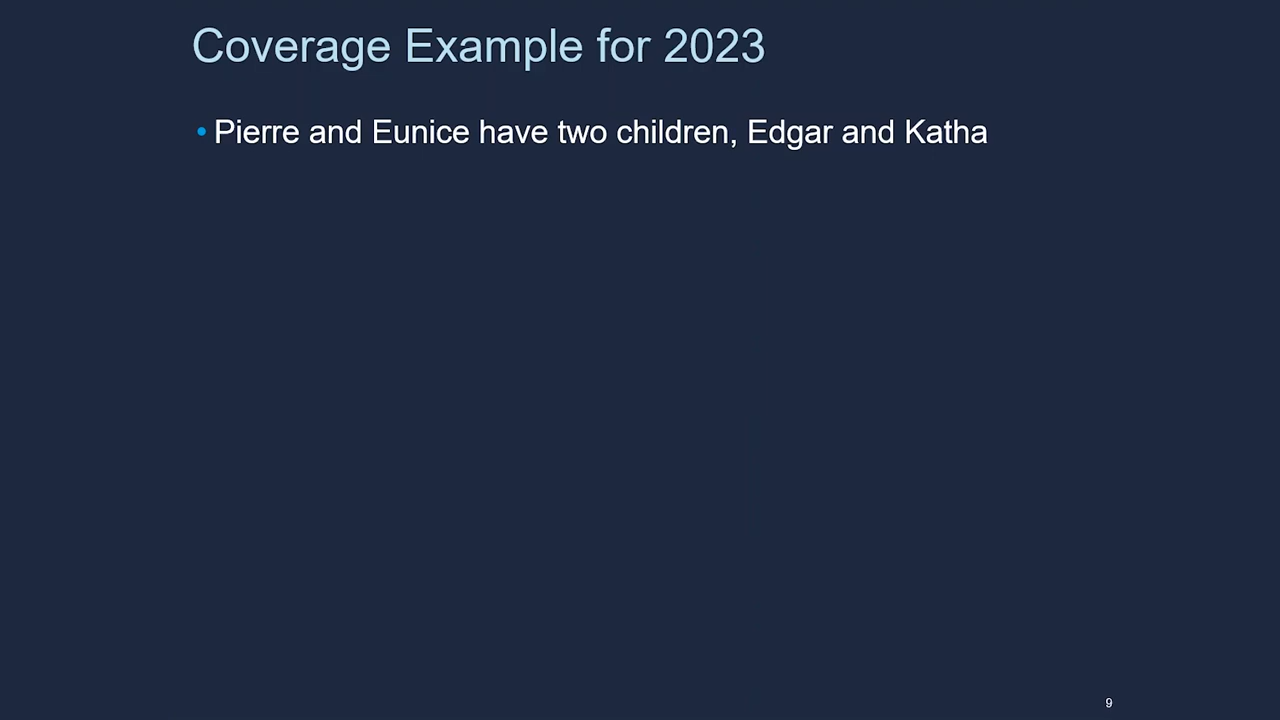 Coverage Example for 2023
• Pierre and Eunice have two children, Edgar and Katha
9